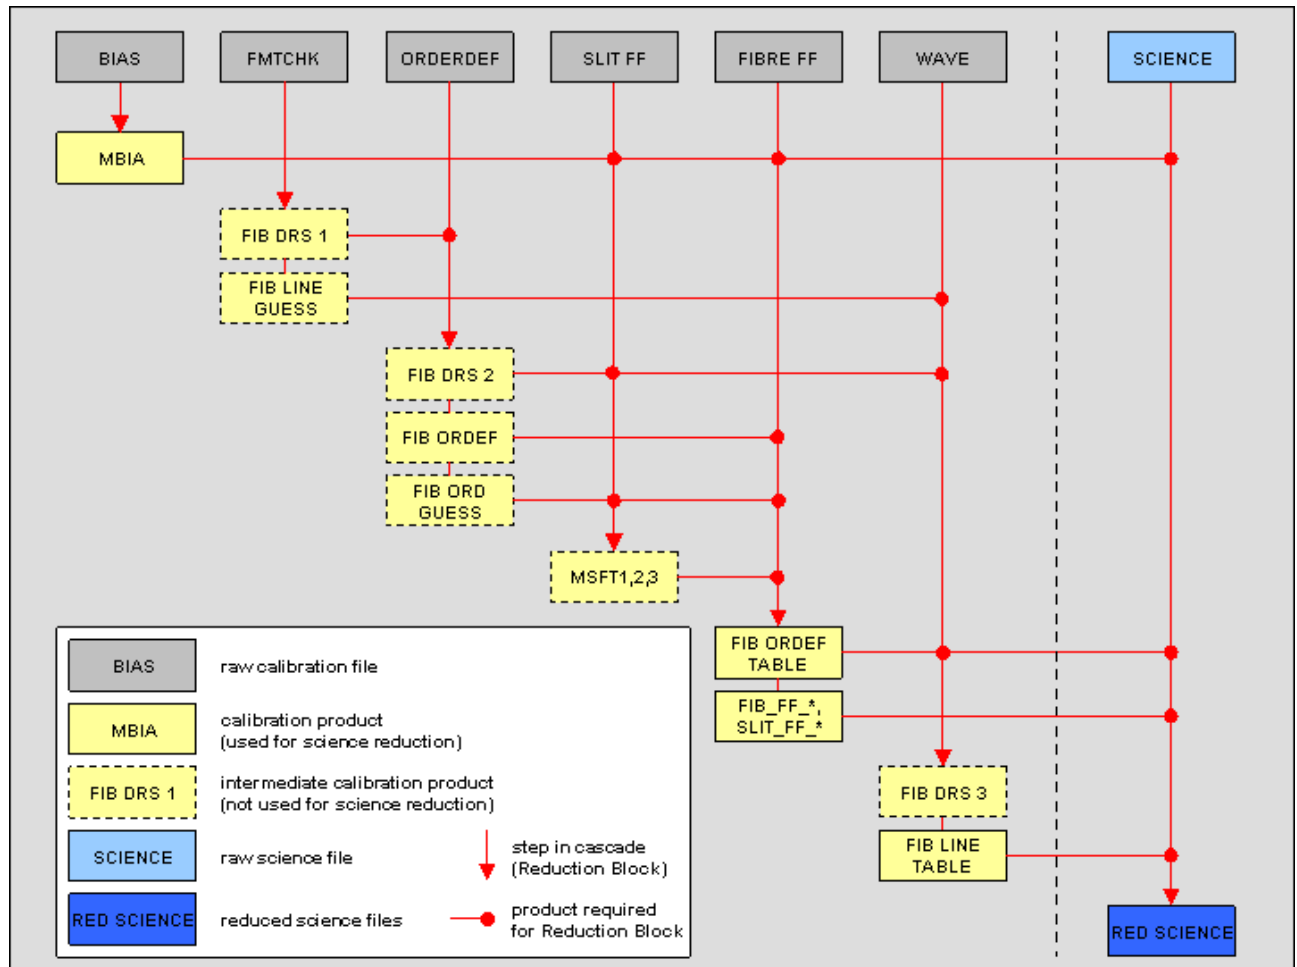 BIAS
FMTCHK
ORDERDEF
SLIT FF
FIBRE FF
WAVE
SCIENCE
MBIA
FIB DRS 1
FIB LINE
GUESS
FIB DRS 2
FIB ORDEF
FIB ORD
GUESS
MSFT1,2,3
FIB ORDEF
TABLE
FIB_FF_*,
SLIT_FF_*
FIB DRS 3
FIB LINE
TABLE
RED SCIENCE
BIAS
raw calibration file
MBIA
calibration product
(used for science reduction)
FIB DRS 1
intermediate calibration product
(not used for science reduction)
SCIENCE
raw science file
step in cascade
(Reduction Block)
RED SCIENCE
reduced science files
product required
for Reduction Block